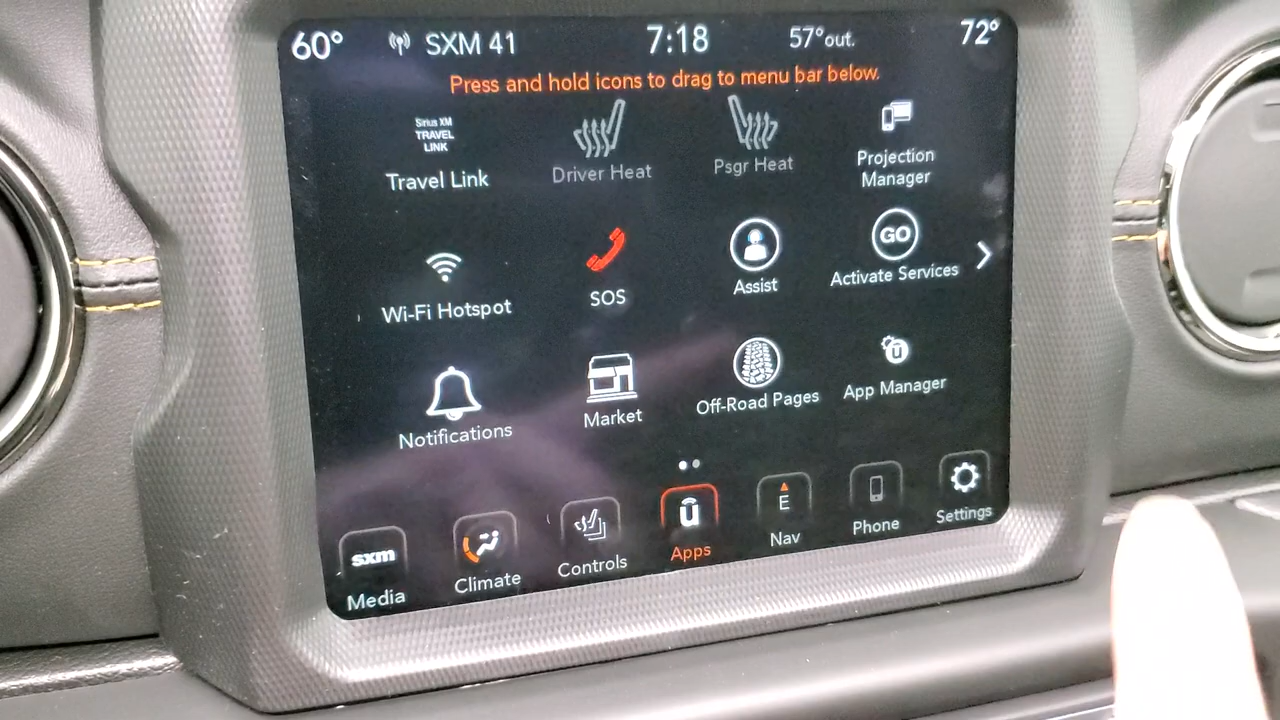 60° SXM 41 7:18 57°out. 72°
Press and hold icons to drag to menu bar below.
Sirius XM
TRAVEL
LINK
Travel Link
Driver Heat
Psgr Heat
Projection
Manager
Wi-Fi Hotspot
SOS
Assist
GO
Activate Services
Notifications
Market
Off-Road Pages
u
App Manager
sxm
Media
Climate
Controls
u
Apps
E
Nav
Phone
Settings